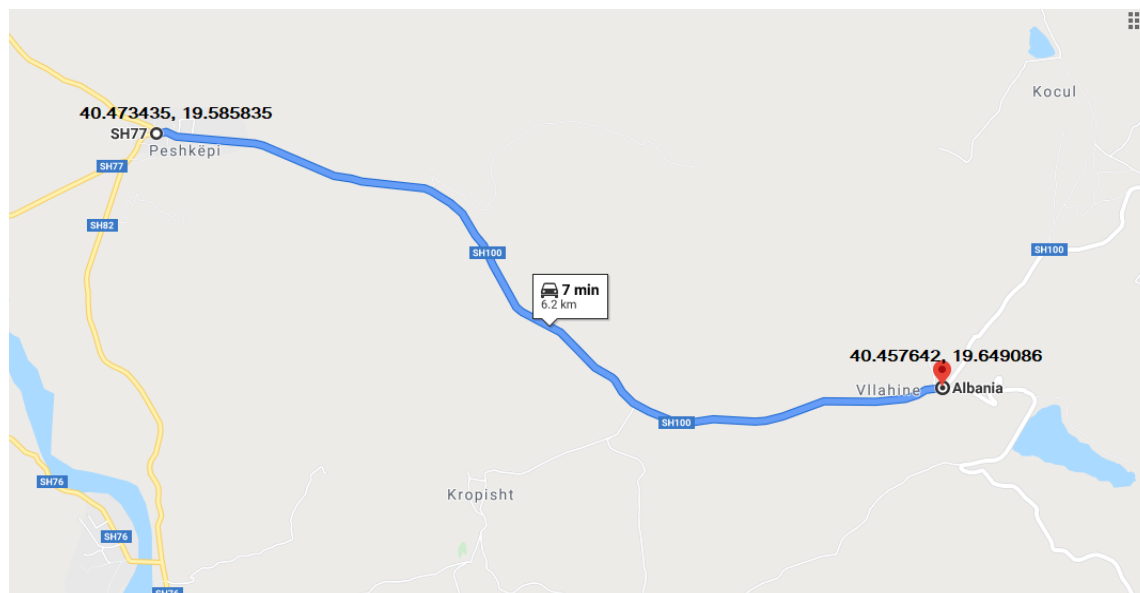 Kocul
40.473435, 19.585835
SH77
Peshkëpi
SH77
SH82
SH100
SH100
7 min
6.2 km
40.457642, 19.649086
Vllahine
Albania
SH100
SH76
Kropisht
SH76
SH76